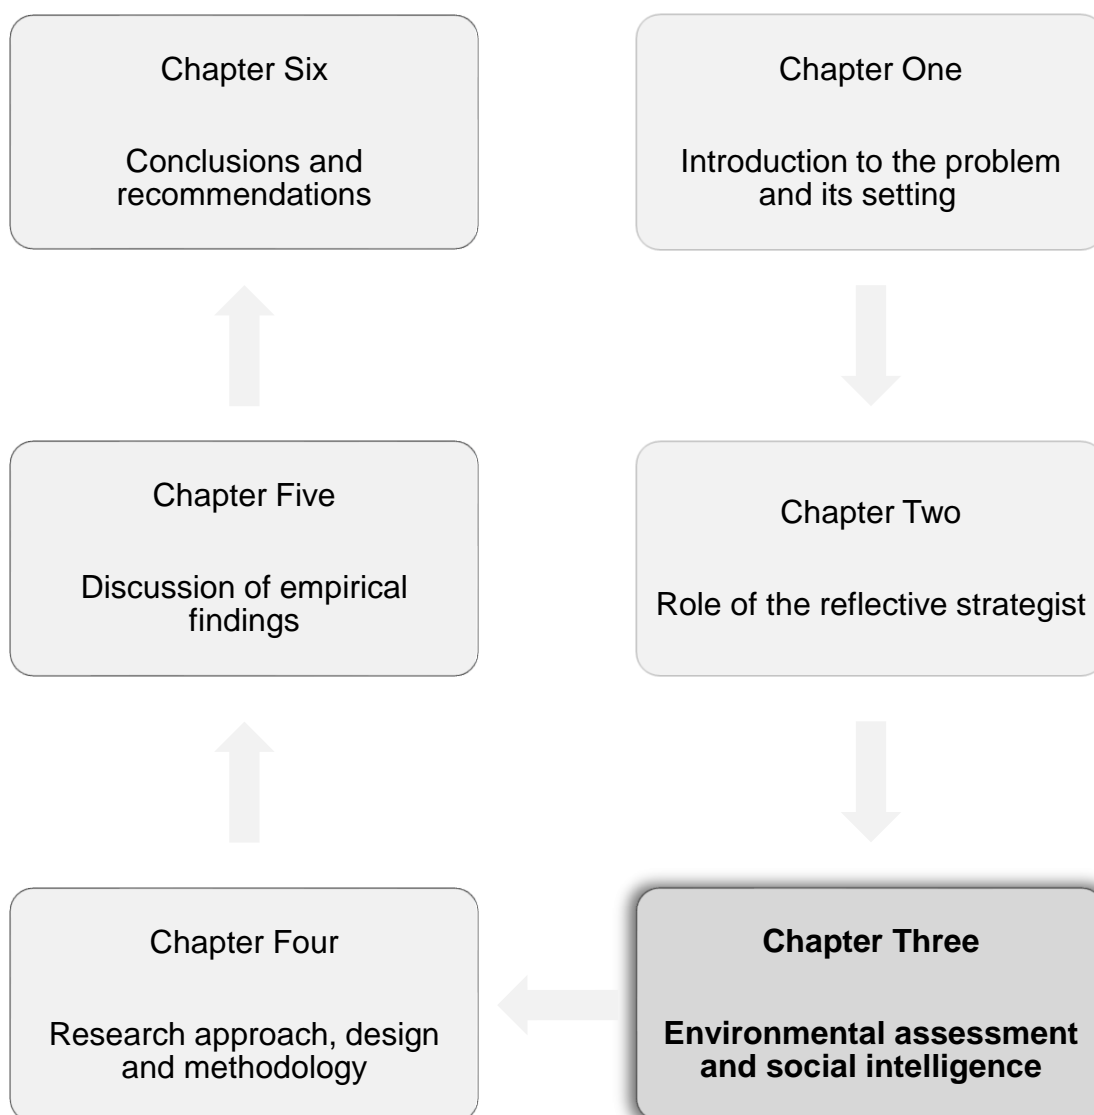 Chapter Six
Conclusions and
recommendations
Chapter One
Introduction to the problem
and its setting
Chapter Five
Discussion of empirical
findings
Chapter Two
Role of the reflective strategist
Chapter Four
Research approach, design
and methodology
Chapter Three
Environmental assessment
and social intelligence